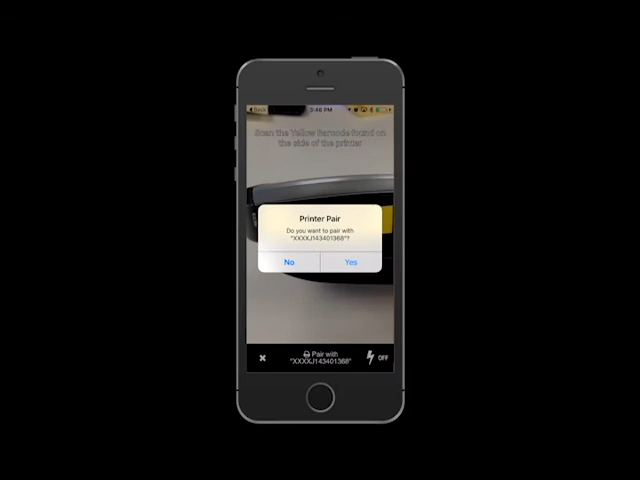 Back 3:46 PM
Scan the Yellow Barcode found on
the side of the printer
Printer Pair
Do you want to pair with
"XXXXJ143401368"?
No Yes
Pair with
"XXXXJ143401368"
OFF